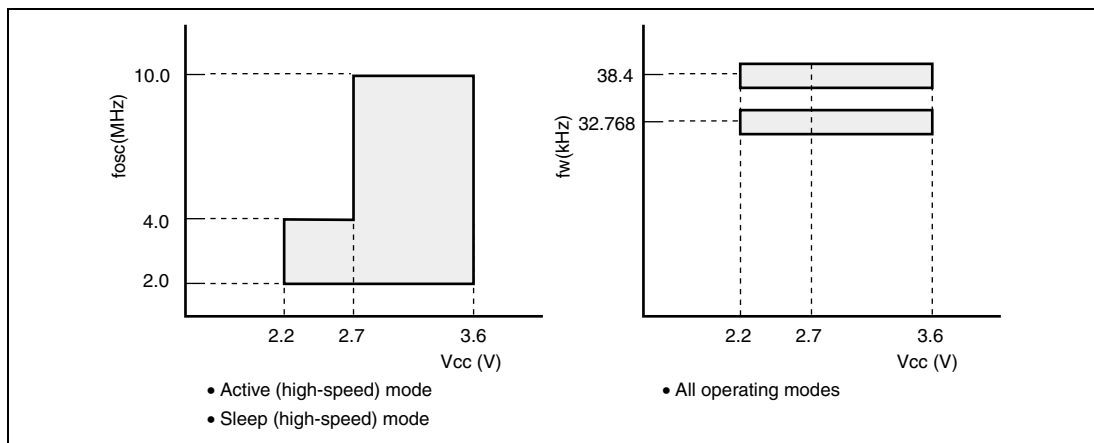 fosc(MHz)
10.0
4.0
2.0
2.2
2.7
3.6
Vcc (V)
• Active (high-speed) mode
• Sleep (high-speed) mode
fw(kHz)
38.4
32.768
2.2
2.7
3.6
Vcc (V)
• All operating modes